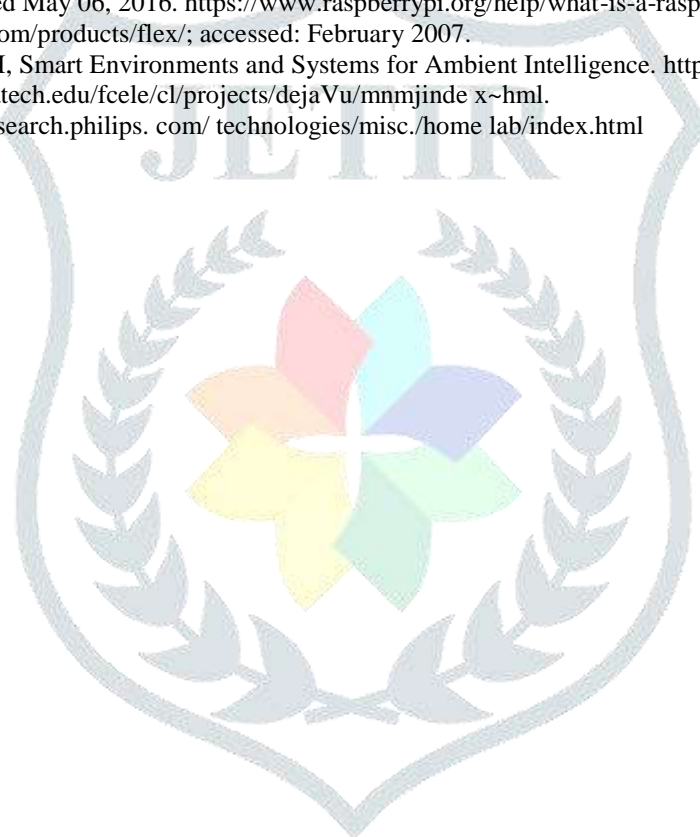 ed May 06, 2016. https://www.raspberrypi.org/help/what-is-a-rasp
om/products/flex/; accessed: February 2007.
I, Smart Environments and Systems for Ambient Intelligence. http
atech.edu/fcele/cl/projects/dejaVu/mnmjinde x~hml.
search.philips. com/ technologies/misc./home lab/index.html
JETIR